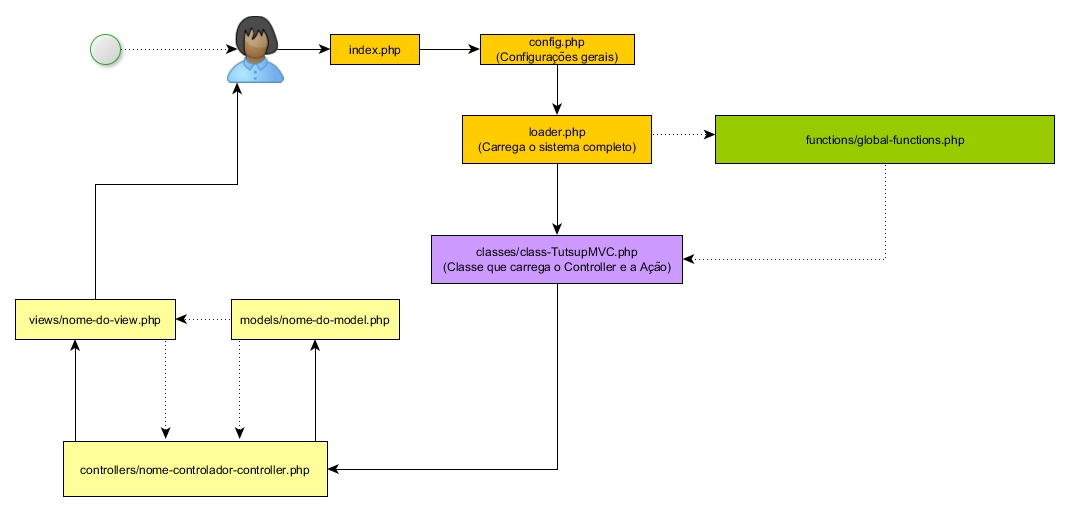 index.php
config.php
(Configurações gerais)
loader.php
(Carrega o sistema completo)
functions/global-functions.php
classes/class-TutsupMVC.php
(Classe que carrega o Controller e a Ação)
views/nome-do-view.php
models/nome-do-model.php
controllers/nome-controlador-controller.php